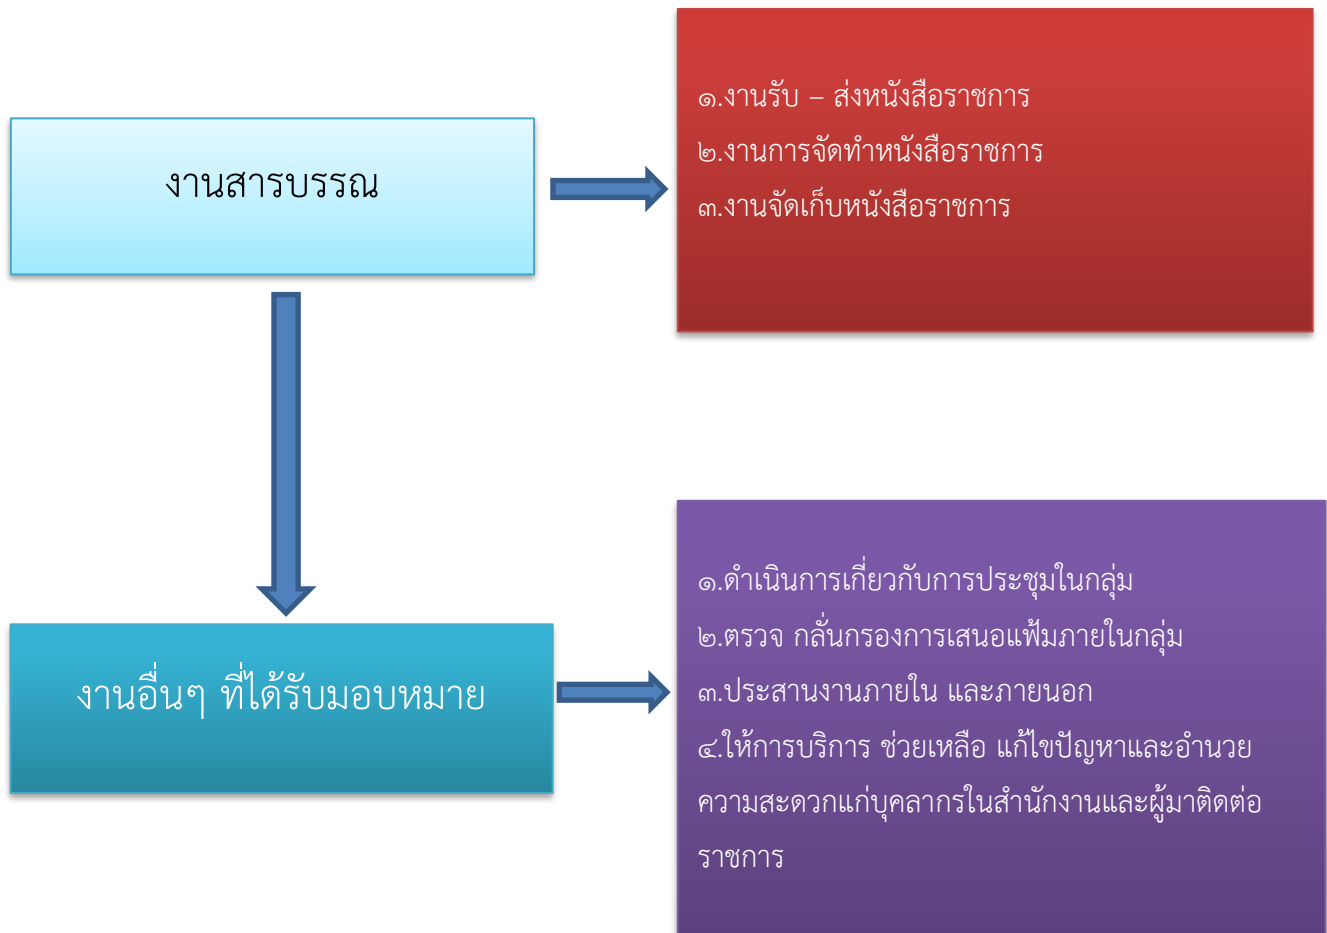 งานสารบรรณ
๑.งานรับ – ส่งหนังสือราชการ
๒.งานการจัดทำหนังสือราชการ
๓.งานจัดเก็บหนังสือราชการ
งานอื่นๆ ที่ได้รับมอบหมาย
๑.ดำเนินการเกี่ยวกับการประชุมในกลุ่ม
๒.ตรวจ กลั่นกรองการเสนอแฟ้มภายในกลุ่ม
๓.ประสานงานภายใน และภายนอก
๔.ให้การบริการ ช่วยเหลือ แก้ไขปัญหาและอำนวย
ความสะดวกแก่บุคลากรในสำนักงานและผู้มาติดต่อ
ราชการ